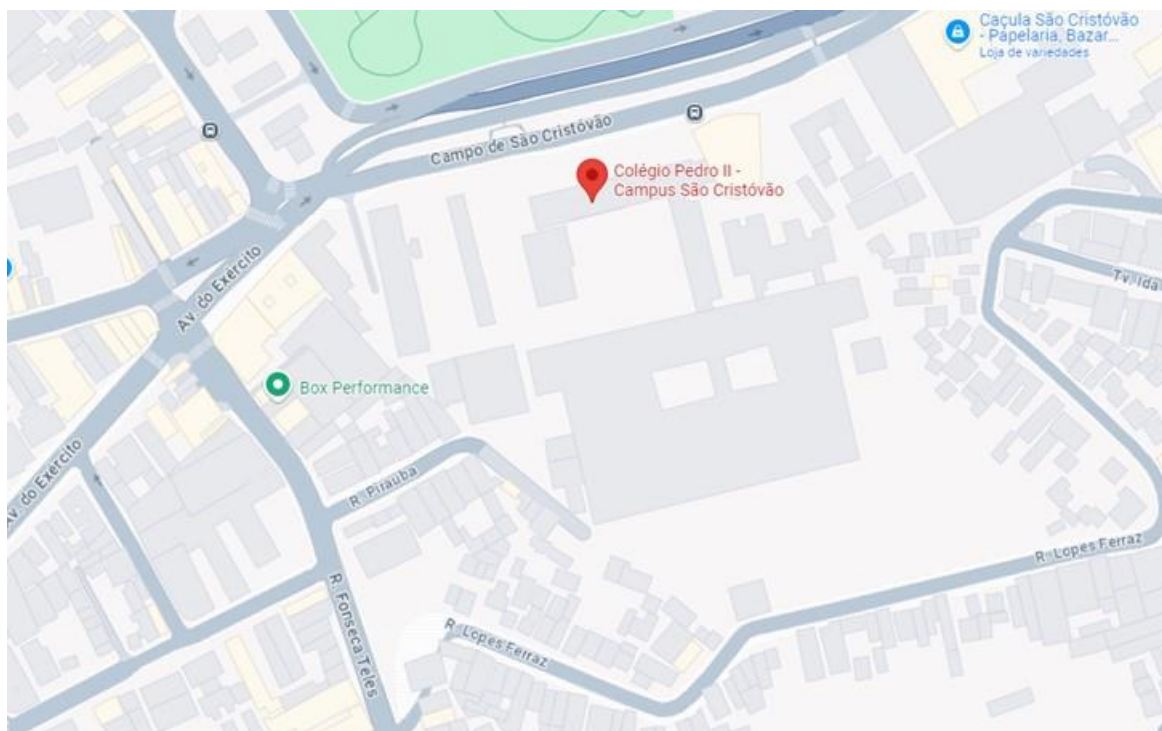 Caçula São Cristóvão
- Papelaria, Bazar...
Loja de variedades
Campo de São Cristóvão
Colégio Pedro II -
Campus São Cristóvão
Av. do Exército
Tv. Ida
Box Performance
Av. do Exército
R. Pirauba
R. Lopes Ferraz
R. Fonseca Teles
R. Lopes Ferraz